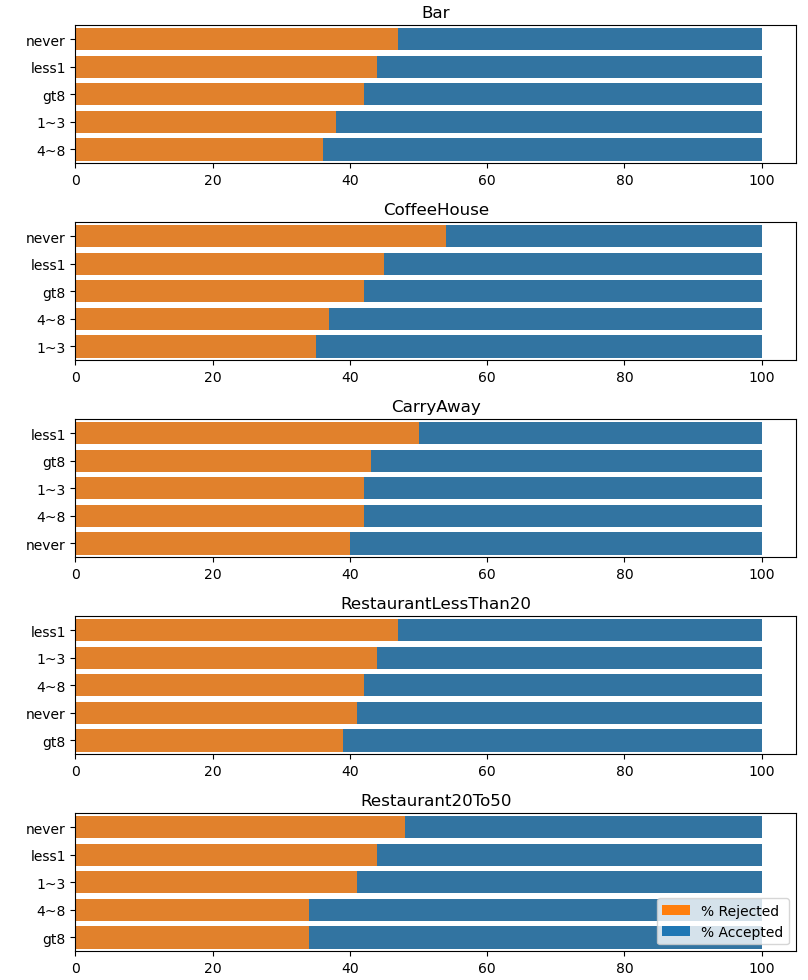 Bar
never
less1
gt8
1~3
4~8
0 20 40 60 80 100
CoffeeHouse
never
less1
gt8
4~8
1~3
0 20 40 60 80 100
CarryAway
less1
gt8
1~3
4~8
never
0 20 40 60 80 100
RestaurantLessThan20
less1
1~3
4~8
never
gt8
0 20 40 60 80 100
Restaurant20To50
never
less1
1~3
4~8
gt8
% Rejected
% Accepted
0 20 40 60 80 100